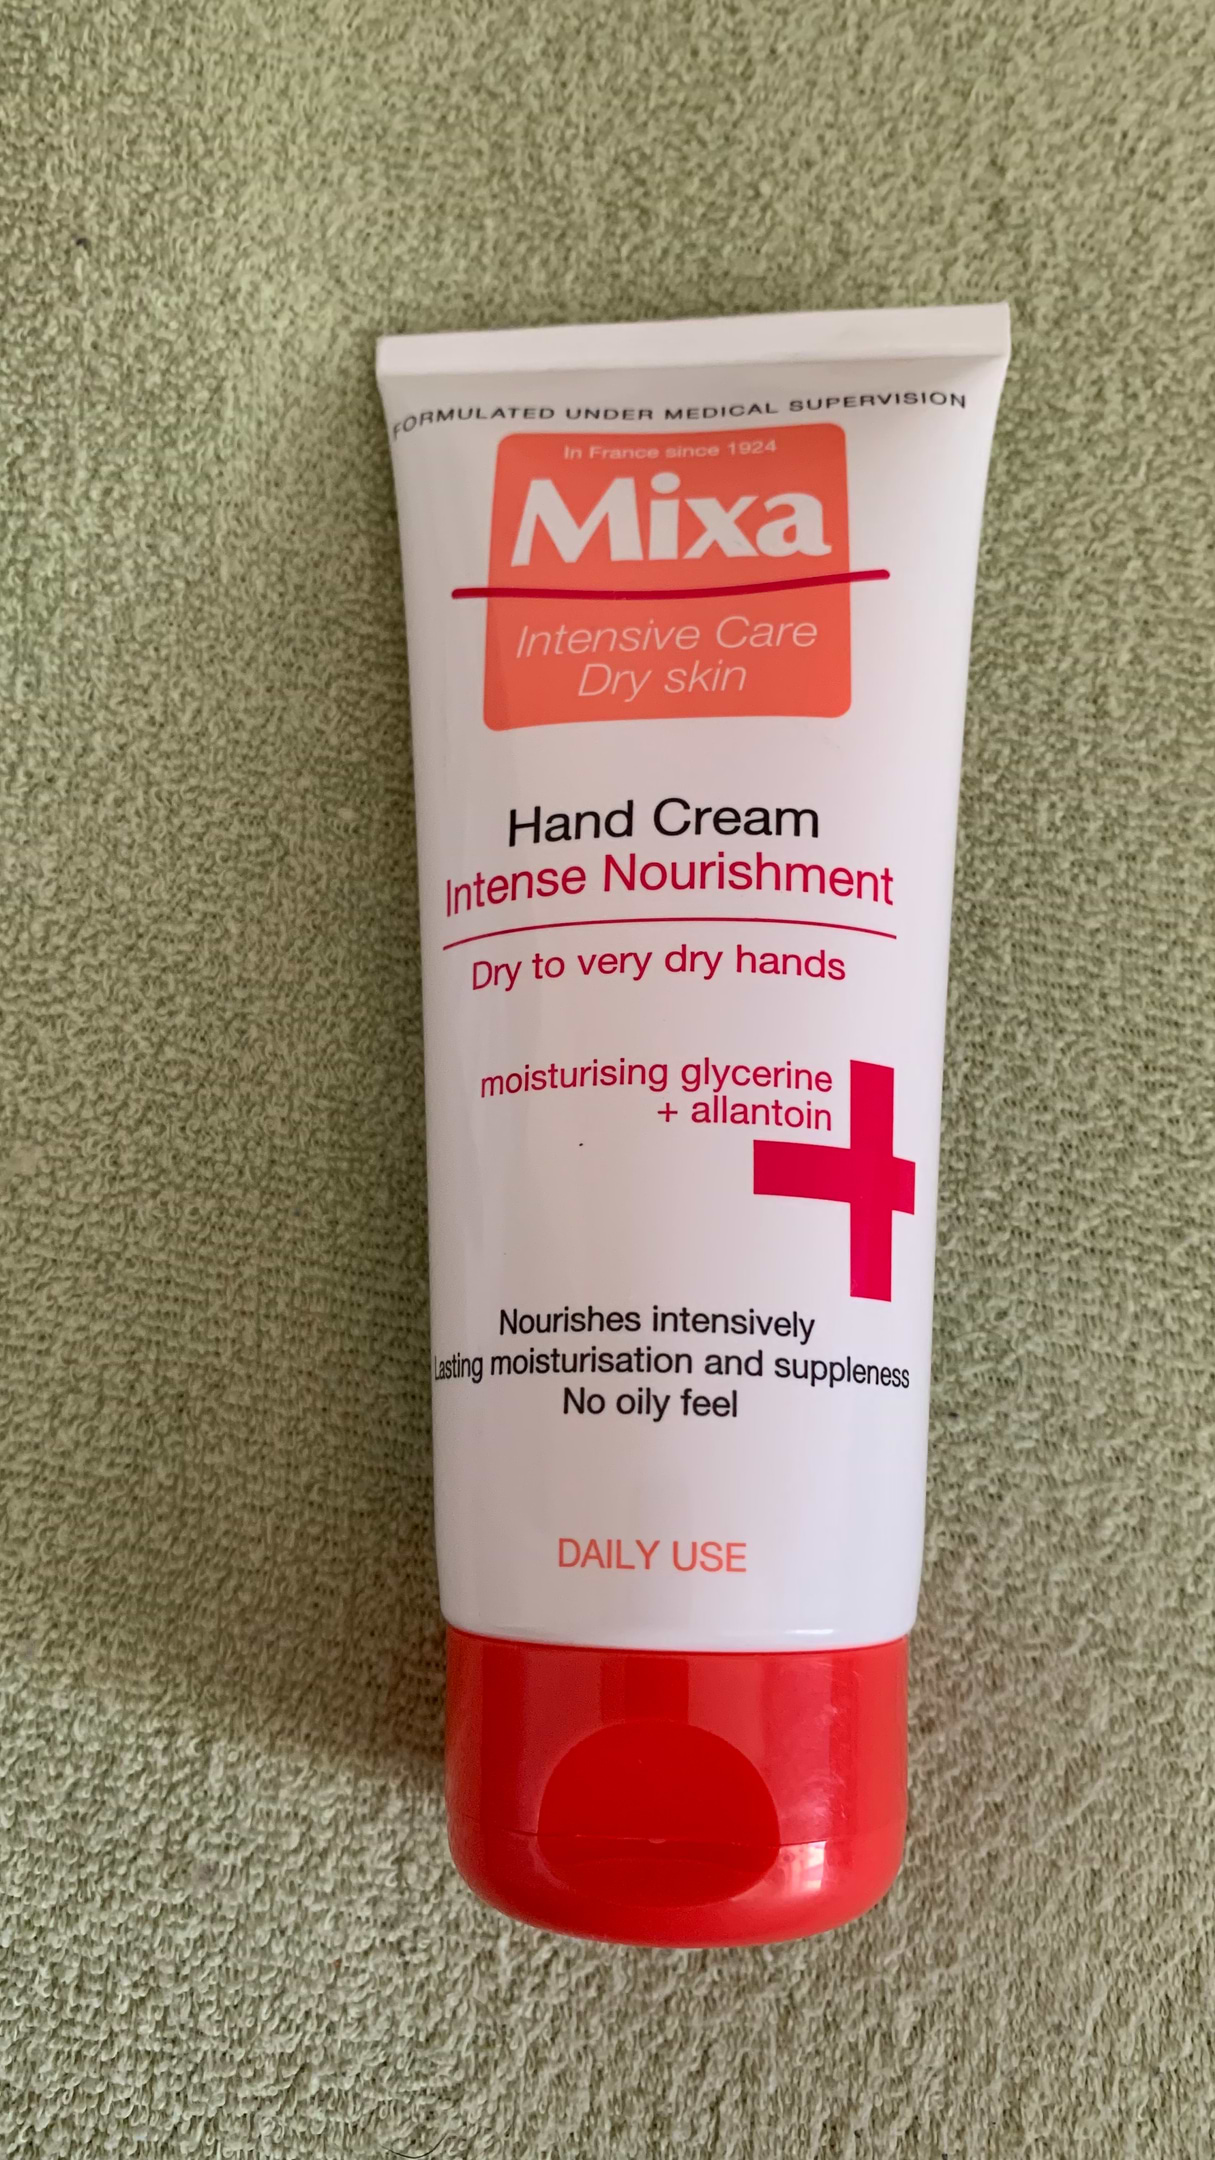 FORMULATED UNDER MEDICAL SUPERVISION
In France since 1924
Mixa
Intensive Care
Dry skin
Hand Cream
Intense Nourishment
Dry to very dry hands
moisturising glycerine
+ allantoin
Nourishes intensively
Lasting moisturisation and suppleness
No oily feel
DAILY USE